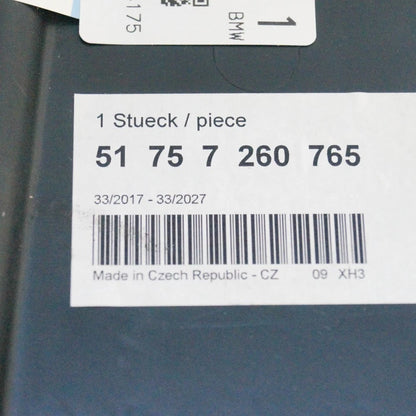 175
1
BMW
1 Stueck / piece
51 75 7 260 765
33/2017 - 33/2027
Made in Czech Republic - CZ 09 XH3